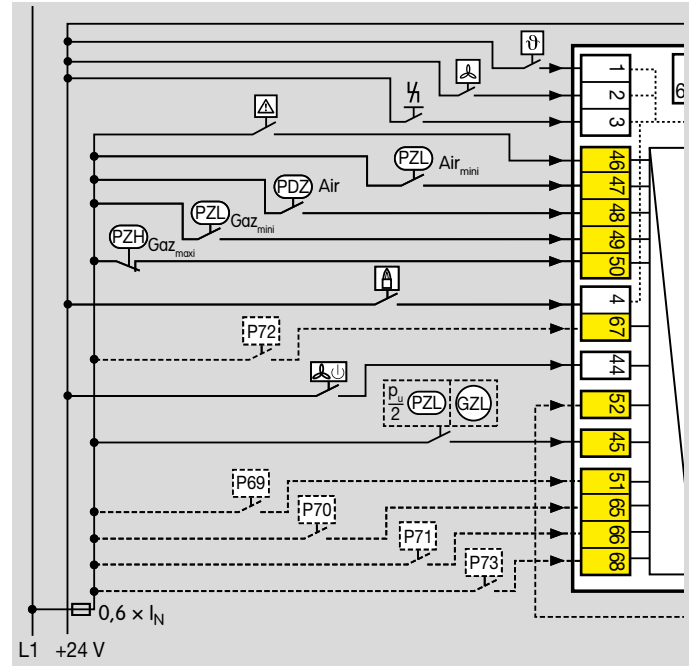 ϑ
1
6
2
3
46
PZL Air mini
47
PDZ Air
48
PZL Gaz mini
49
PZH Gaz maxi
50
4
P72
67
44
pu/2 PZL GZL
52
45
P69
51
P70
65
P71
66
P73
68
0,6 × IN
L1 +24 V